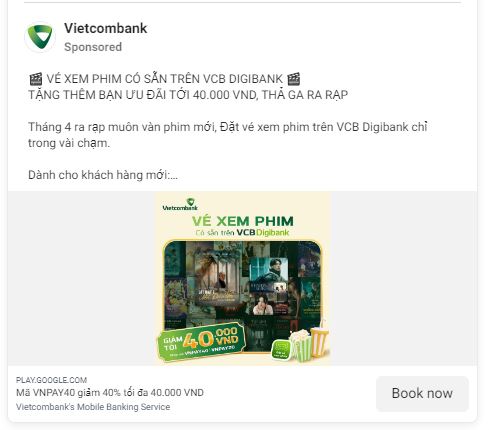 Vietcombank
Sponsored
🎬 VÉ XEM PHIM CÓ SẴN TRÊN VCB DIGIBANK 🎬
TẶNG THÊM BẠN ƯU ĐÃI TỚI 40.000 VND, THẢ GA RA RẠP
Tháng 4 ra rạp muôn vàn phim mới, Đặt vé xem phim trên VCB Digibank chỉ
trong vài chạm.
Dành cho khách hàng mới:...
Vietcombank
VÉ XEM PHIM
Có sẵn trên VCB Digibank
GIẢM TỚI 40.000 VND
VNPAY40 VNPAY20
PLAY.GOOGLE.COM
Mã VNPAY40 giảm 40% tối đa 40.000 VND
Vietcombank's Mobile Banking Service
Book now